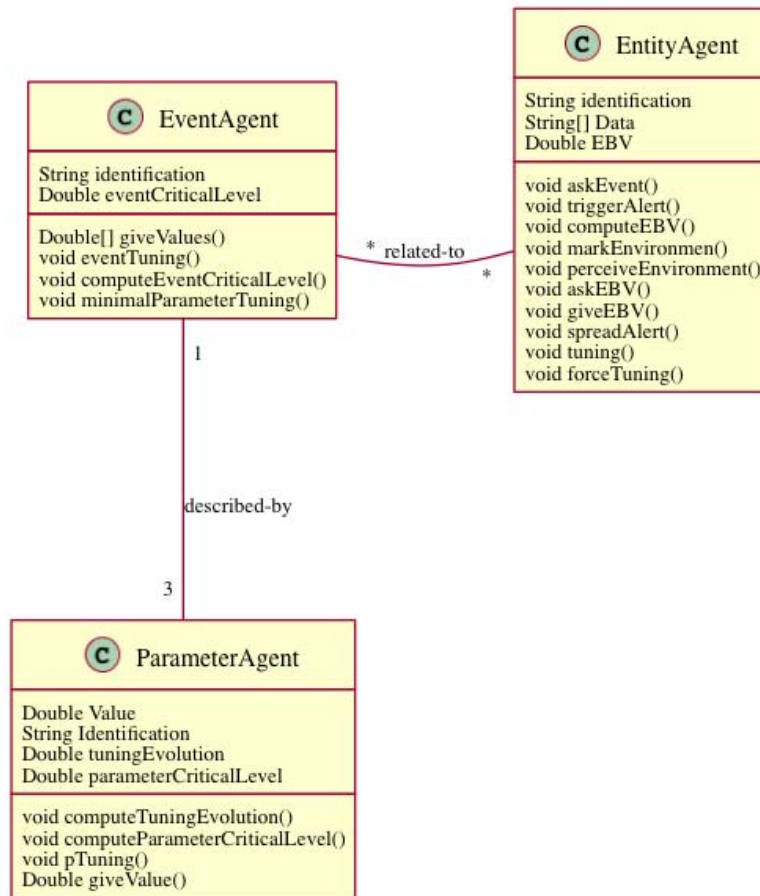 C EntityAgent
String identification
String[] Data
Double EBV
void askEvent()
void triggerAlert()
void computeEBV()
void markEnvironmen()
void perceiveEnvironment()
void askEBV()
void giveEBV()
void spreadAlert()
void tuning()
void forceTuning()
C EventAgent
String identification
Double eventCriticalLevel
Double[] giveValues()
void eventTuning()
void computeEventCriticalLevel()
void minimalParameterTuning()
* related-to
*
1
described-by
3
C ParameterAgent
Double Value
String Identification
Double tuningEvolution
Double parameterCriticalLevel
void computeTuningEvolution()
void computeParameterCriticalLevel()
void pTuning()
Double giveValue()